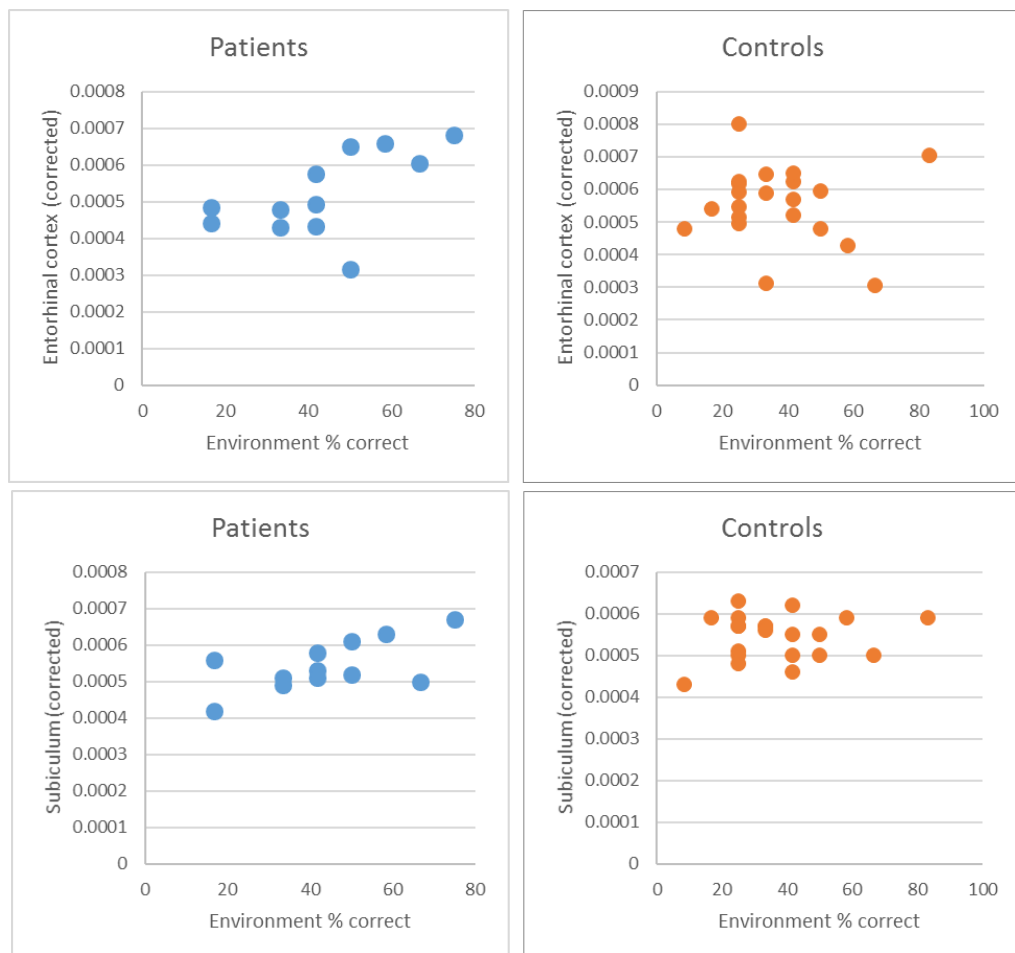 Patients
Entorhinal cortex (corrected)
0.0008
0.0007
0.0006
0.0005
0.0004
0.0003
0.0002
0.0001
0
0 20 40 60 80
Environment % correct
Controls
Entorhinal cortex (corrected)
0.0009
0.0008
0.0007
0.0006
0.0005
0.0004
0.0003
0.0002
0.0001
0
0 20 40 60 80 100
Environment % correct
Patients
Subiculum (corrected)
0.0008
0.0007
0.0006
0.0005
0.0004
0.0003
0.0002
0.0001
0
0 20 40 60 80
Environment % correct
Controls
Subiculum (corrected)
0.0007
0.0006
0.0005
0.0004
0.0003
0.0002
0.0001
0
0 20 40 60 80 100
Environment % correct